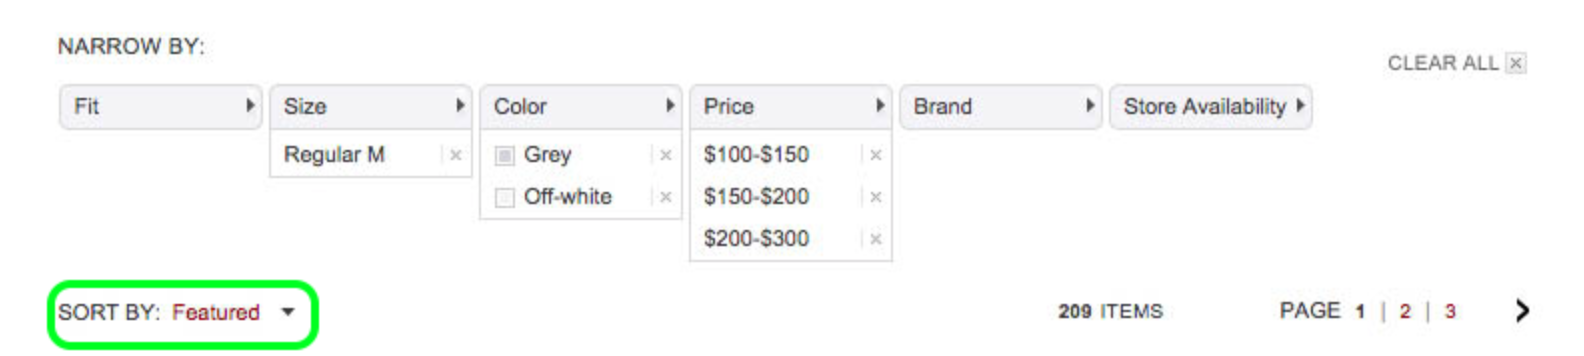 NARROW BY:
CLEAR ALL
Fit Size Color Price Brand Store Availability
Regular M Grey $100-$150
Off-white $150-$200
$200-$300
SORT BY: Featured 209 ITEMS PAGE 1 | 2 | 3